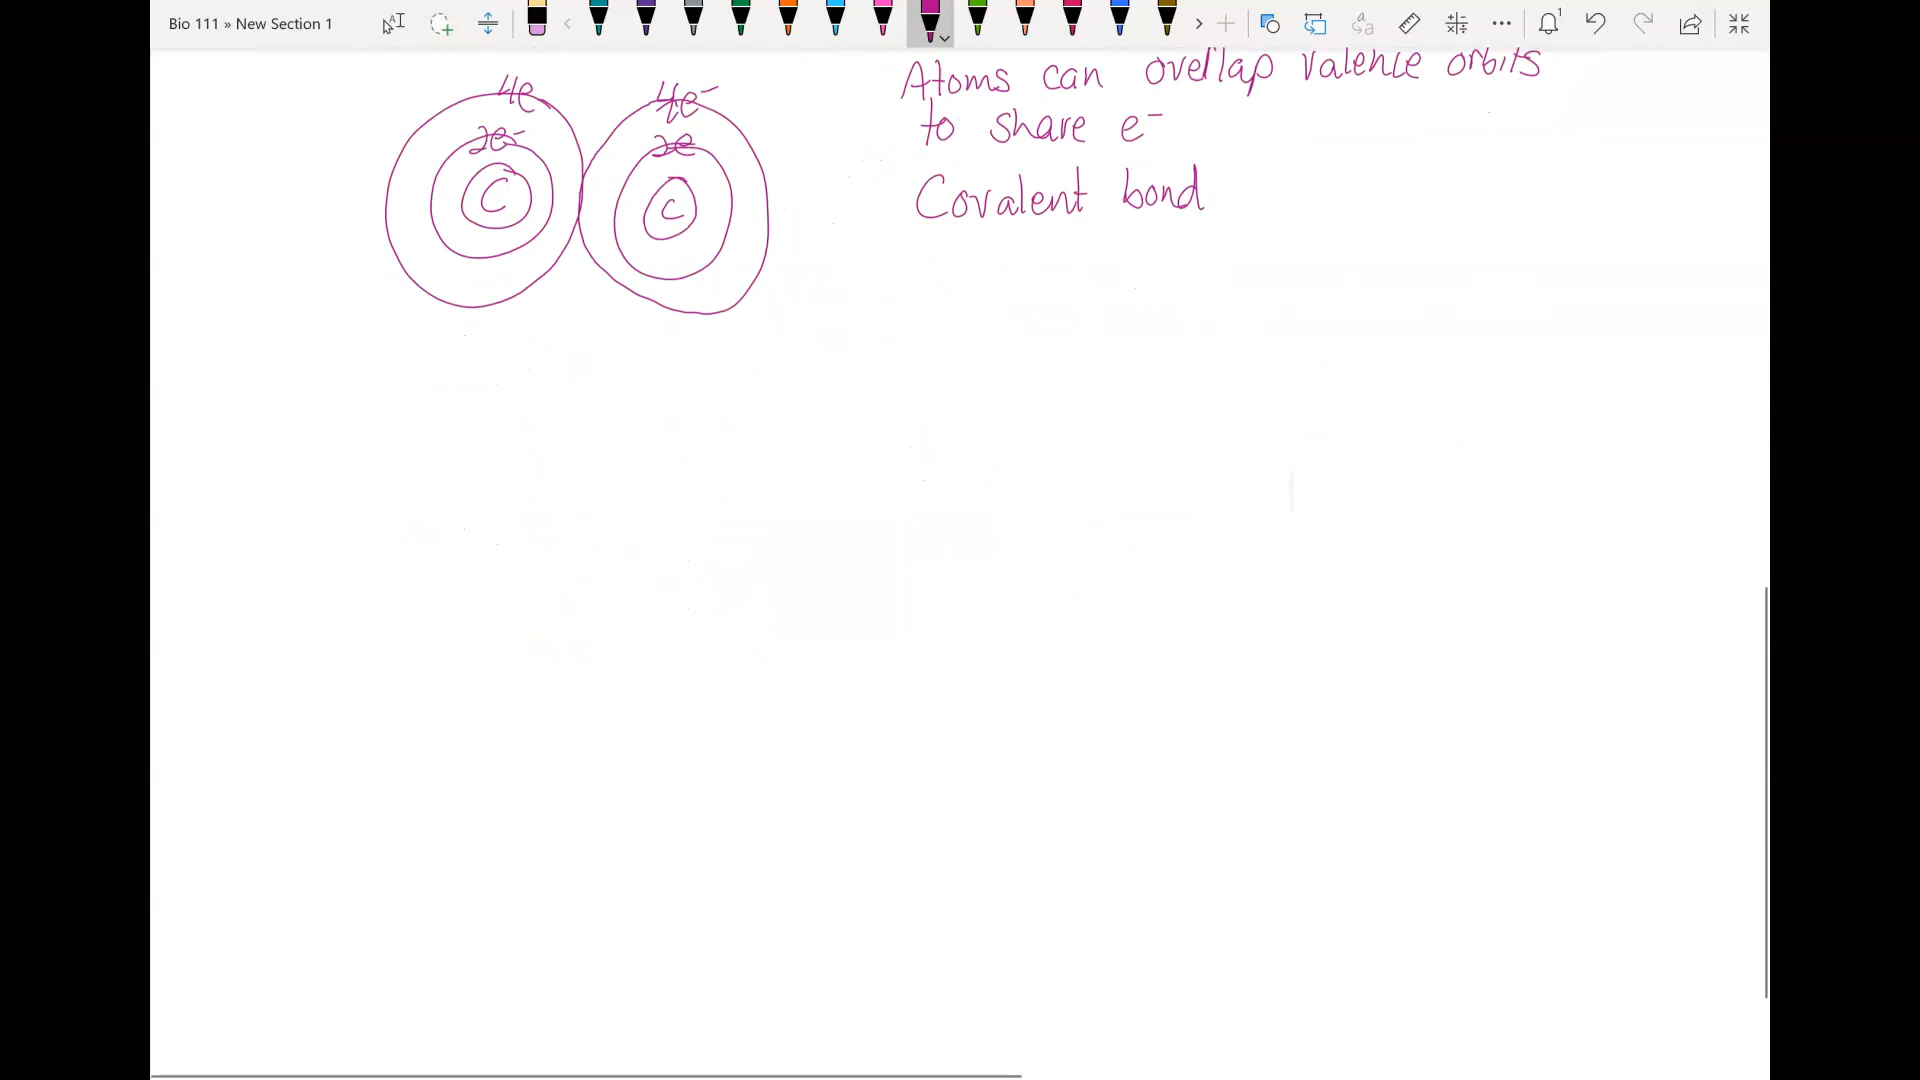 Bio 111 » New Section 1
Atoms can overlap valence orbits
to share e⁻
Covalent bond
4e
2e⁻
C
4e⁻
2e
C